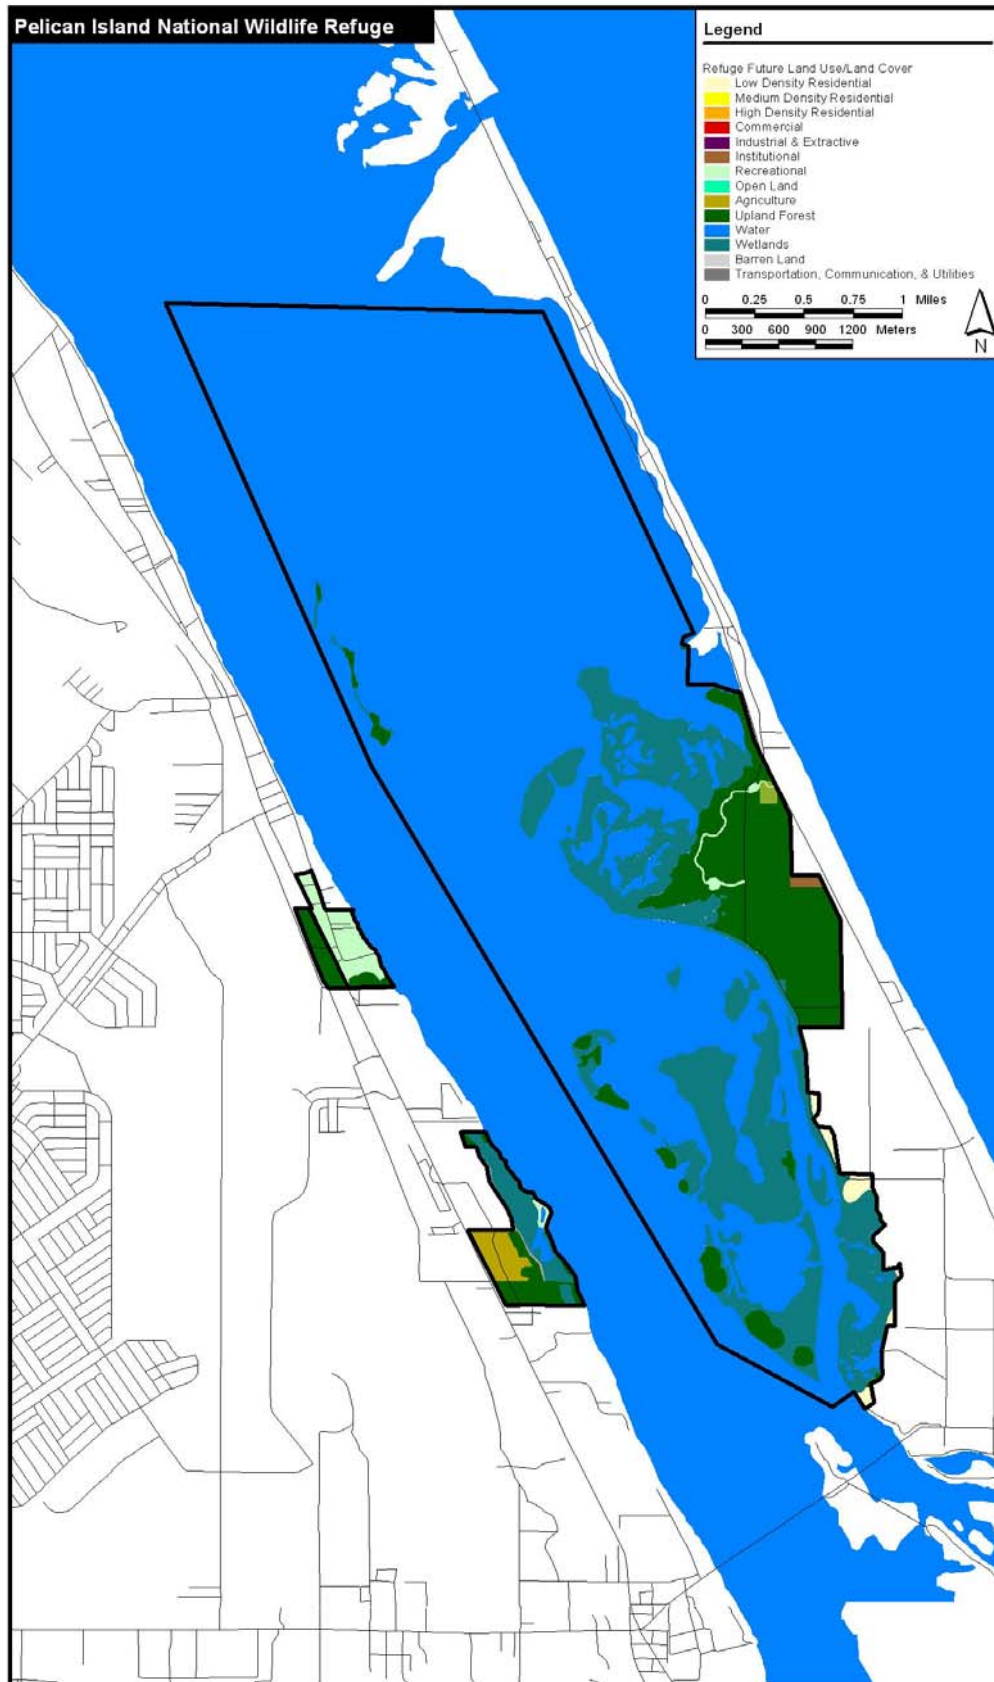 Pelican Island National Wildlife Refuge
Legend
Refuge Future Land Use/Land Cover
Low Density Residential
Medium Density Residential
High Density Residential
Commercial
Industrial & Extractive
Institutional
Recreational
Open Land
Agriculture
Upland Forest
Water
Wetlands
Barren Land
Transportation, Communication, & Utilities
0 0.25 0.5 0.75 1 Miles
0 300 600 900 1200 Meters
N